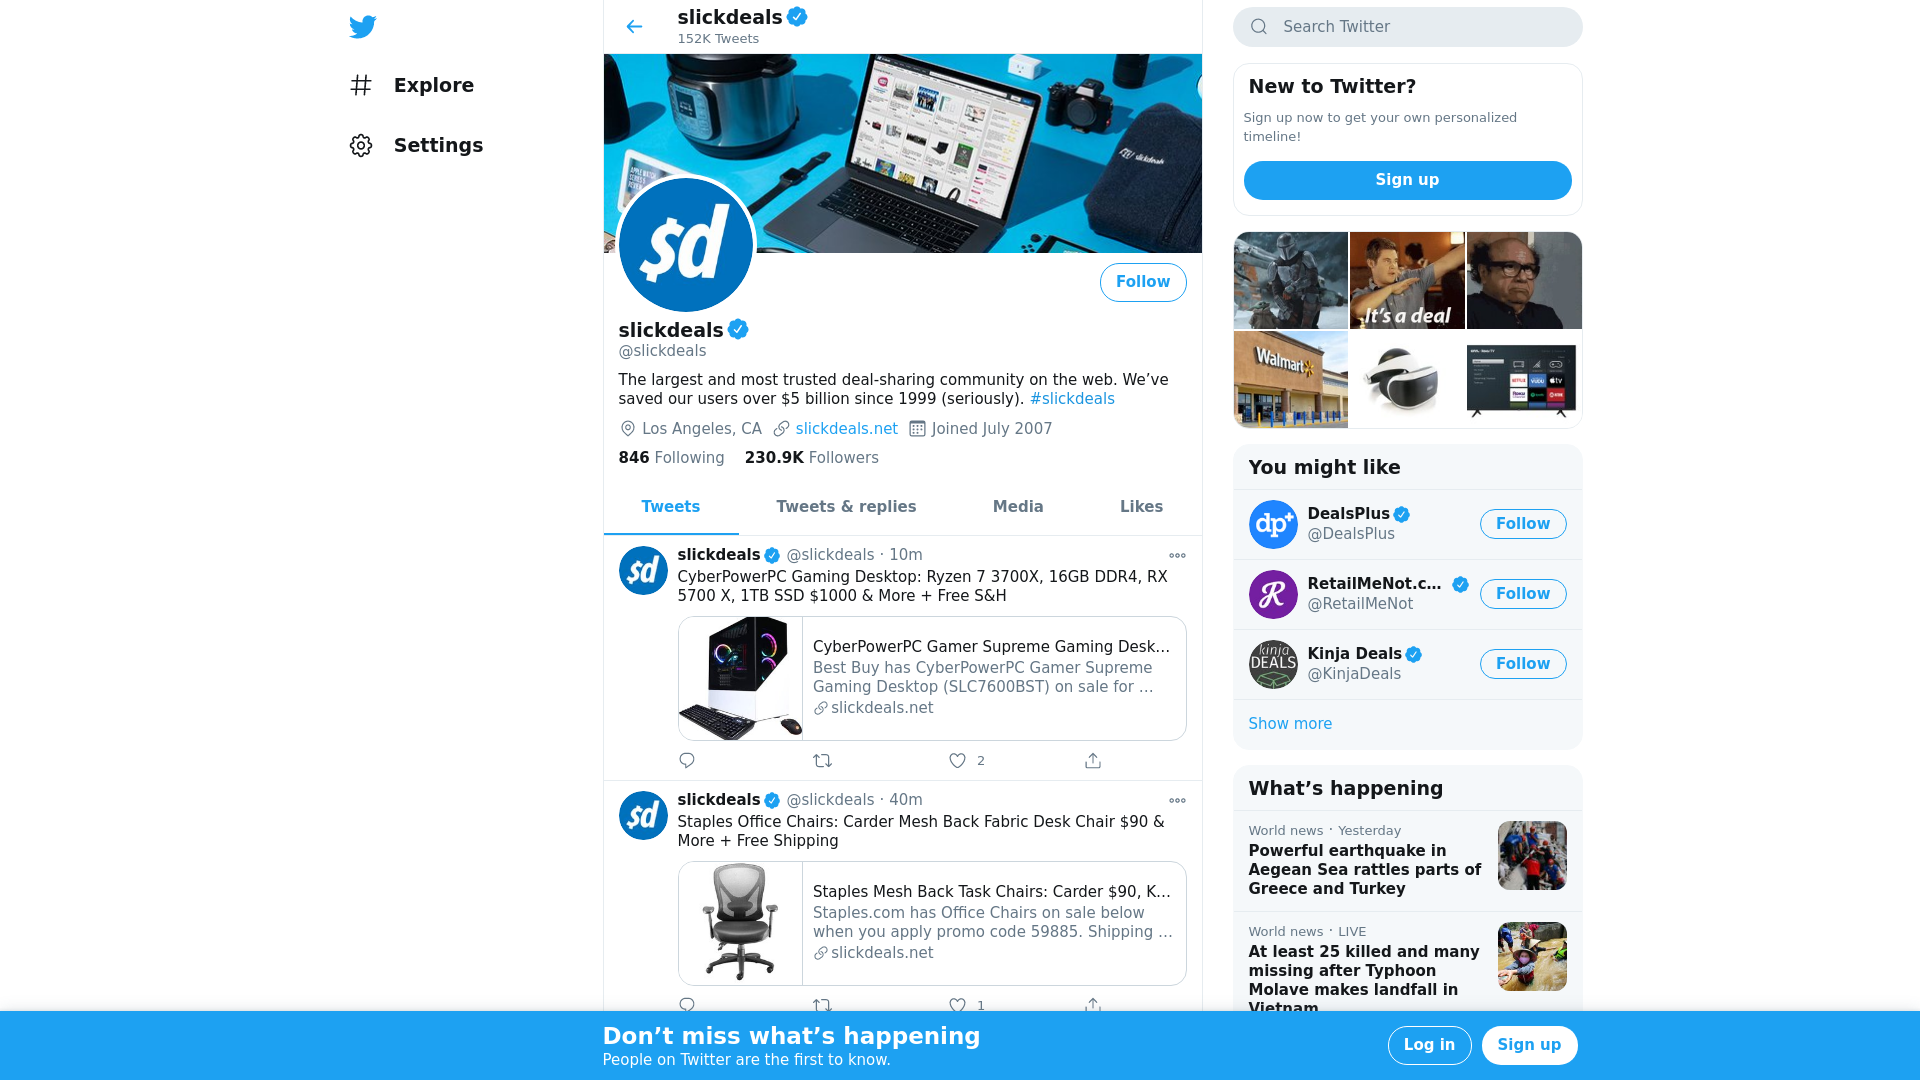 Explore
Settings
slickdeals
152K Tweets
slickdeals
$d
Follow
slickdeals
@slickdeals
The largest and most trusted deal-sharing community on the web. We’ve
saved our users over $5 billion since 1999 (seriously). #slickdeals
Los Angeles, CA slickdeals.net Joined July 2007
846 Following 230.9K Followers
Tweets Tweets & replies Media Likes
$d
slickdeals @slickdeals · 10m
CyberPowerPC Gaming Desktop: Ryzen 7 3700X, 16GB DDR4, RX
5700 X, 1TB SSD $1000 & More + Free S&H
CyberPowerPC Gamer Supreme Gaming Desk…
Best Buy has CyberPowerPC Gamer Supreme
Gaming Desktop (SLC7600BST) on sale for …
slickdeals.net
2
$d
slickdeals @slickdeals · 40m
Staples Office Chairs: Carder Mesh Back Fabric Desk Chair $90 &
More + Free Shipping
Staples Mesh Back Task Chairs: Carder $90, K…
Staples.com has Office Chairs on sale below
when you apply promo code 59885. Shipping …
slickdeals.net
1
Search Twitter
New to Twitter?
Sign up now to get your own personalized
timeline!
Sign up
It's a deal
Walmart
You might like
dp+
DealsPlus
@DealsPlus
Follow
R
RetailMeNot.c…
@RetailMeNot
Follow
kinja
DEALS
Kinja Deals
@KinjaDeals
Follow
Show more
What’s happening
World news · Yesterday
Powerful earthquake in
Aegean Sea rattles parts of
Greece and Turkey
World news · LIVE
At least 25 killed and many
missing after Typhoon
Molave makes landfall in
Vietnam
Don’t miss what’s happening
People on Twitter are the first to know.
Log in
Sign up